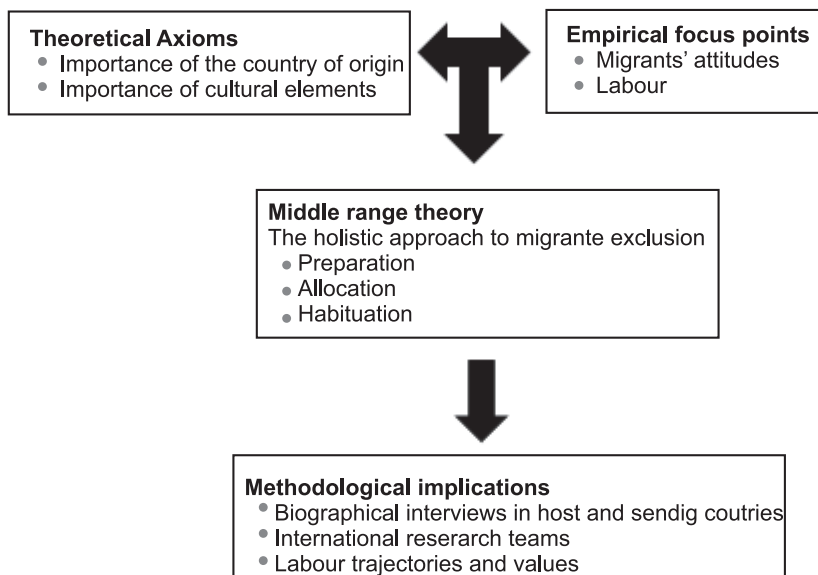 Theoretical Axioms
Importance of the country of origin
Importance of cultural elements
Empirical focus points
Migrants' attitudes
Labour
Middle range theory
The holistic approach to migrante exclusion
Preparation
Allocation
Habituation
Methodological implications
Biographical interviews in host and sendig coutries
International reserarch teams
Labour trajectories and values